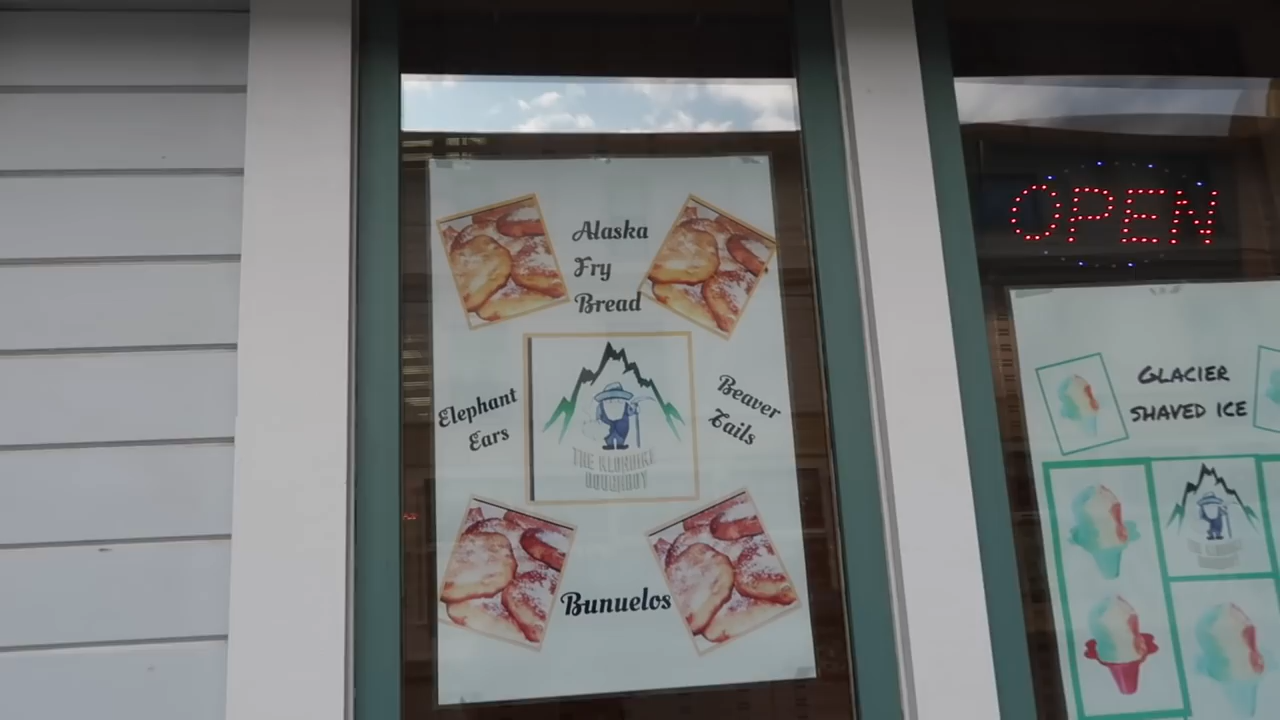 Alaska
Fry
Bread
Elephant
Ears
Beaver
Tails
THE KLONDIKE
DOUGHBOY
Bunuelos
OPEN
GLACIER
SHAVED ICE